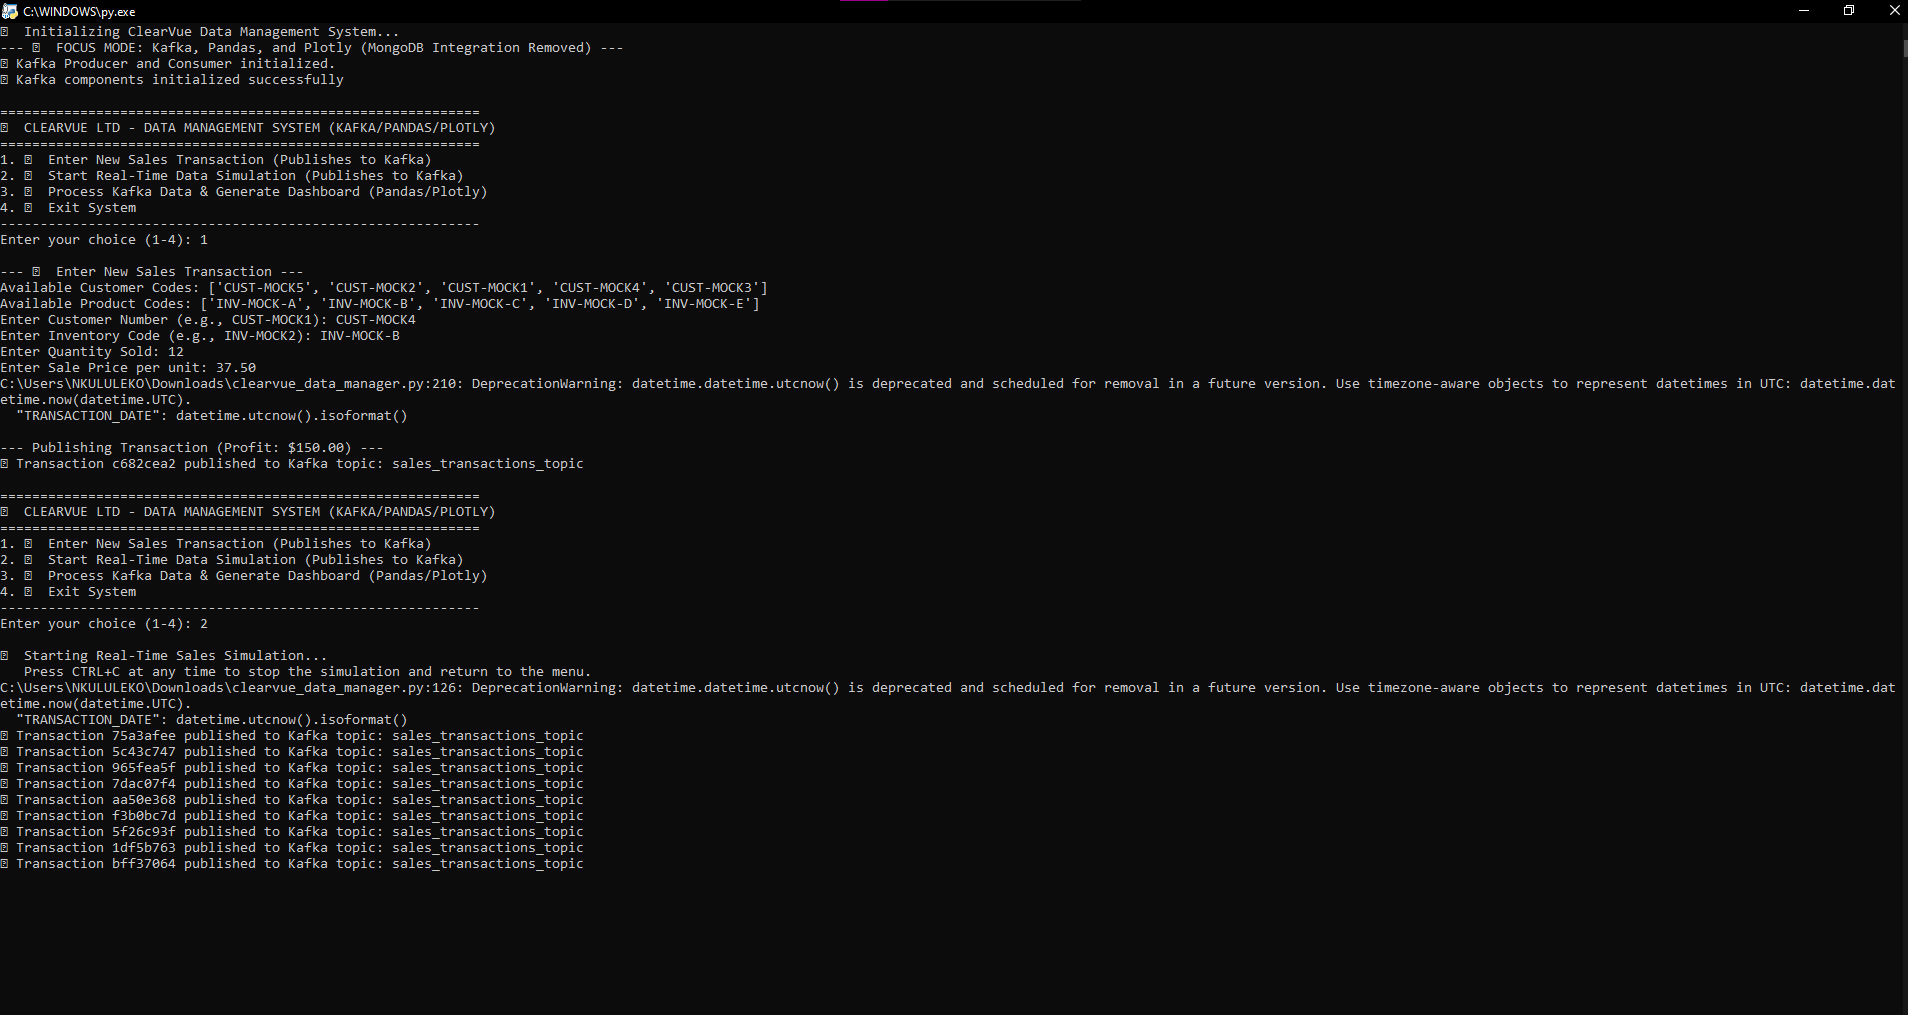 C:\WINDOWS\py.exe
Initializing ClearVue Data Management System...
--- FOCUS MODE: Kafka, Pandas, and Plotly (MongoDB Integration Removed) ---
Kafka Producer and Consumer initialized.
Kafka components initialized successfully
============================================================
CLEARVUE LTD - DATA MANAGEMENT SYSTEM (KAFKA/PANDAS/PLOTLY)
============================================================
1. Enter New Sales Transaction (Publishes to Kafka)
2. Start Real-Time Data Simulation (Publishes to Kafka)
3. Process Kafka Data & Generate Dashboard (Pandas/Plotly)
4. Exit System
------------------------------------------------------------
Enter your choice (1-4): 1
--- Enter New Sales Transaction ---
Available Customer Codes: ['CUST-MOCK5', 'CUST-MOCK2', 'CUST-MOCK1', 'CUST-MOCK4', 'CUST-MOCK3']
Available Product Codes: ['INV-MOCK-A', 'INV-MOCK-B', 'INV-MOCK-C', 'INV-MOCK-D', 'INV-MOCK-E']
Enter Customer Number (e.g., CUST-MOCK1): CUST-MOCK4
Enter Inventory Code (e.g., INV-MOCK2): INV-MOCK-B
Enter Quantity Sold: 12
Enter Sale Price per unit: 37.50
C:\Users\NKULULEKO\Downloads\clearvue_data_manager.py:210: DeprecationWarning: datetime.datetime.utcnow() is deprecated and scheduled for removal in a future version. Use timezone-aware objects to represent datetimes in UTC: datetime.dat
etime.now(datetime.UTC).
"TRANSACTION_DATE": datetime.utcnow().isoformat()
--- Publishing Transaction (Profit: $150.00) ---
Transaction c682cea2 published to Kafka topic: sales_transactions_topic
============================================================
CLEARVUE LTD - DATA MANAGEMENT SYSTEM (KAFKA/PANDAS/PLOTLY)
============================================================
1. Enter New Sales Transaction (Publishes to Kafka)
2. Start Real-Time Data Simulation (Publishes to Kafka)
3. Process Kafka Data & Generate Dashboard (Pandas/Plotly)
4. Exit System
------------------------------------------------------------
Enter your choice (1-4): 2
Starting Real-Time Sales Simulation...
Press CTRL+C at any time to stop the simulation and return to the menu.
C:\Users\NKULULEKO\Downloads\clearvue_data_manager.py:126: DeprecationWarning: datetime.datetime.utcnow() is deprecated and scheduled for removal in a future version. Use timezone-aware objects to represent datetimes in UTC: datetime.dat
etime.now(datetime.UTC).
"TRANSACTION_DATE": datetime.utcnow().isoformat()
Transaction 75a3afee published to Kafka topic: sales_transactions_topic
Transaction 5c43c747 published to Kafka topic: sales_transactions_topic
Transaction 965fea5f published to Kafka topic: sales_transactions_topic
Transaction 7dac07f4 published to Kafka topic: sales_transactions_topic
Transaction aa50e368 published to Kafka topic: sales_transactions_topic
Transaction f3b0bc7d published to Kafka topic: sales_transactions_topic
Transaction 5f26c93f published to Kafka topic: sales_transactions_topic
Transaction 1df5b763 published to Kafka topic: sales_transactions_topic
Transaction bff37064 published to Kafka topic: sales_transactions_topic